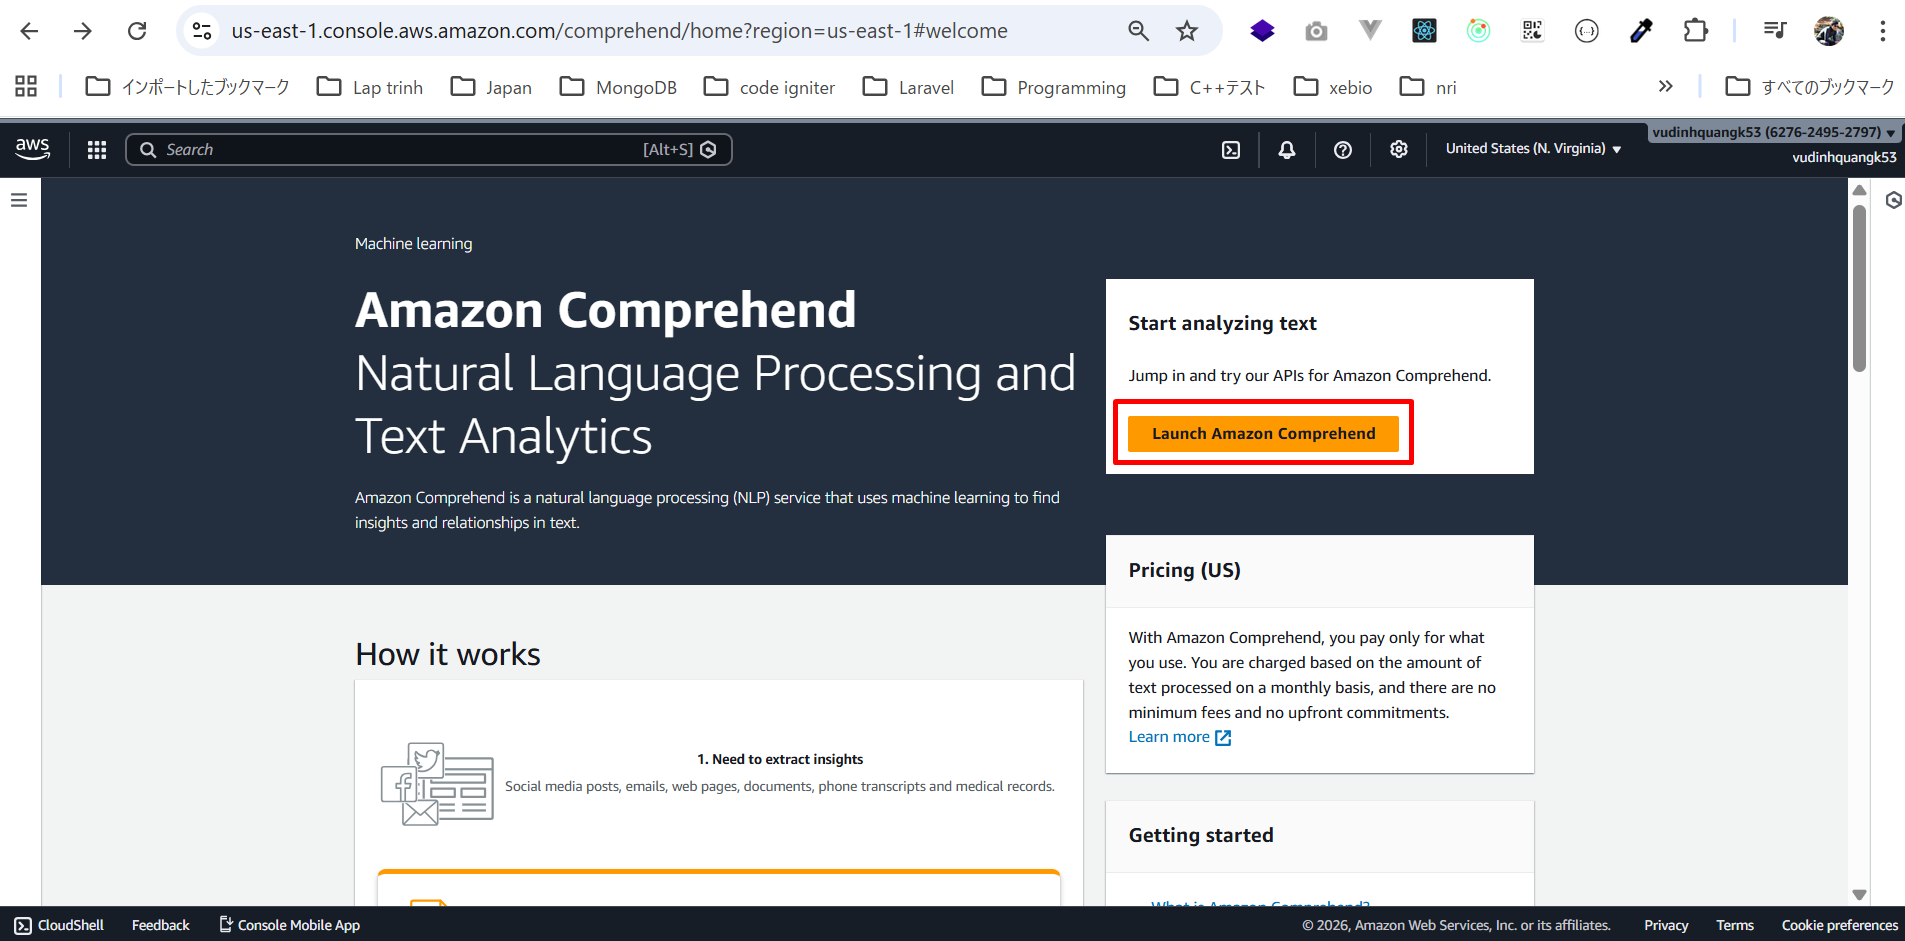 us-east-1.console.aws.amazon.com/comprehend/home?region=us-east-1#welcome
インポートしたブックマーク
Lap trinh
Japan
MongoDB
code igniter
Laravel
Programming
C++テスト
xebio
nri
すべてのブックマーク
aws
Search
[Alt+S]
United States (N. Virginia)
vudinhquangk53 (6276-2495-2797)
vudinhquangk53
Machine learning
Amazon Comprehend
Natural Language Processing and
Text Analytics
Amazon Comprehend is a natural language processing (NLP) service that uses machine learning to find
insights and relationships in text.
Start analyzing text
Jump in and try our APIs for Amazon Comprehend.
Launch Amazon Comprehend
Pricing (US)
With Amazon Comprehend, you pay only for what
you use. You are charged based on the amount of
text processed on a monthly basis, and there are no
minimum fees and no upfront commitments.
Learn more
How it works
1. Need to extract insights
Social media posts, emails, web pages, documents, phone transcripts and medical records.
Getting started
What is Amazon Comprehend?
CloudShell
Feedback
Console Mobile App
© 2026, Amazon Web Services, Inc. or its affiliates.
Privacy
Terms
Cookie preferences